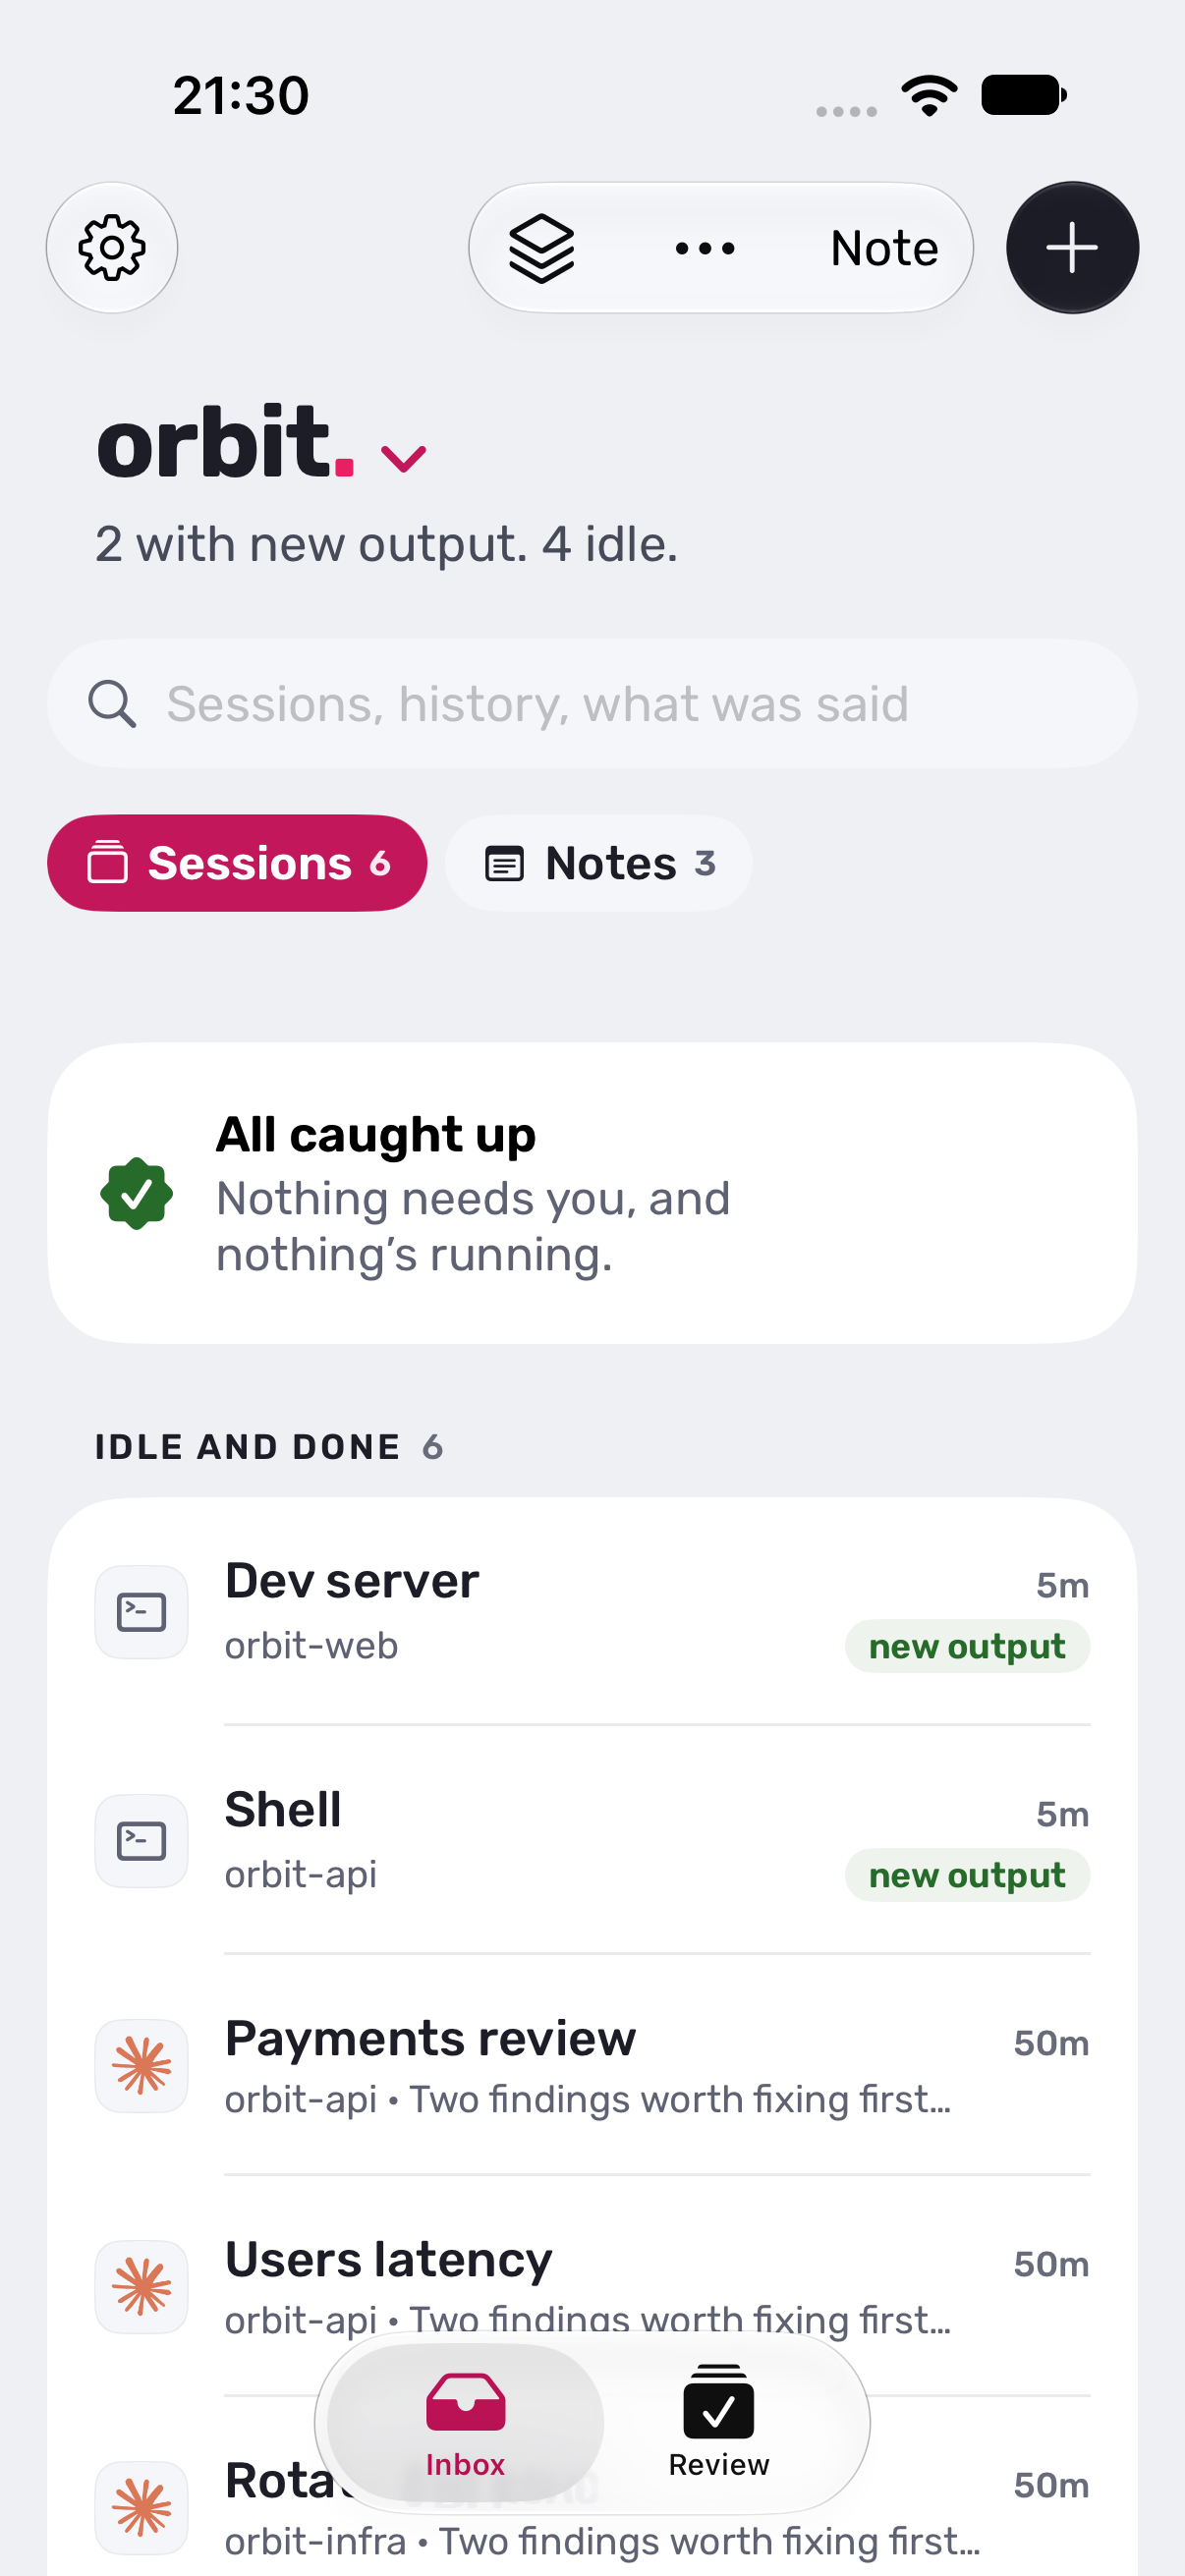 21:30
Note
orbit.
2 with new output. 4 idle.
Sessions, history, what was said
Sessions 6
Notes 3
All caught up
Nothing needs you, and
nothing’s running.
IDLE AND DONE 6
Dev server
5m
orbit-web
new output
Shell
5m
orbit-api
new output
Payments review
50m
orbit-api • Two findings worth fixing first…
Users latency
50m
orbit-api • Two findings worth fixing first…
50m
orbit-infra • Two findings worth fixing first…
Inbox
Review